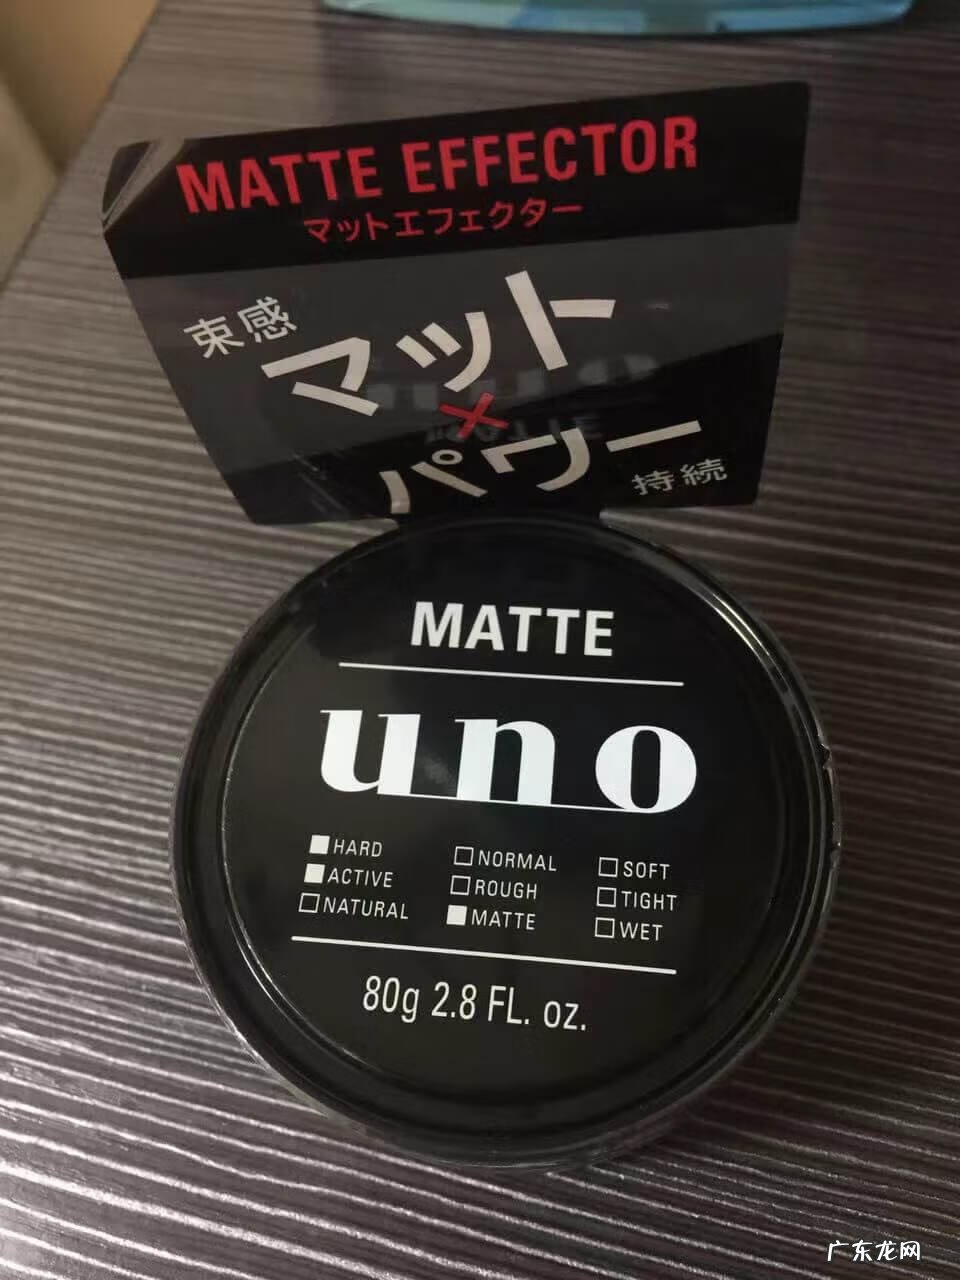 MATTE EFFECTOR
マットエフェクター
束感
マット
×
パワー
持続
MATTE
uno
■HARD □NORMAL □SOFT
■ACTIVE □ROUGH □TIGHT
□NATURAL ■MATTE □WET
80g 2.8 FL. oz.
广东龙网